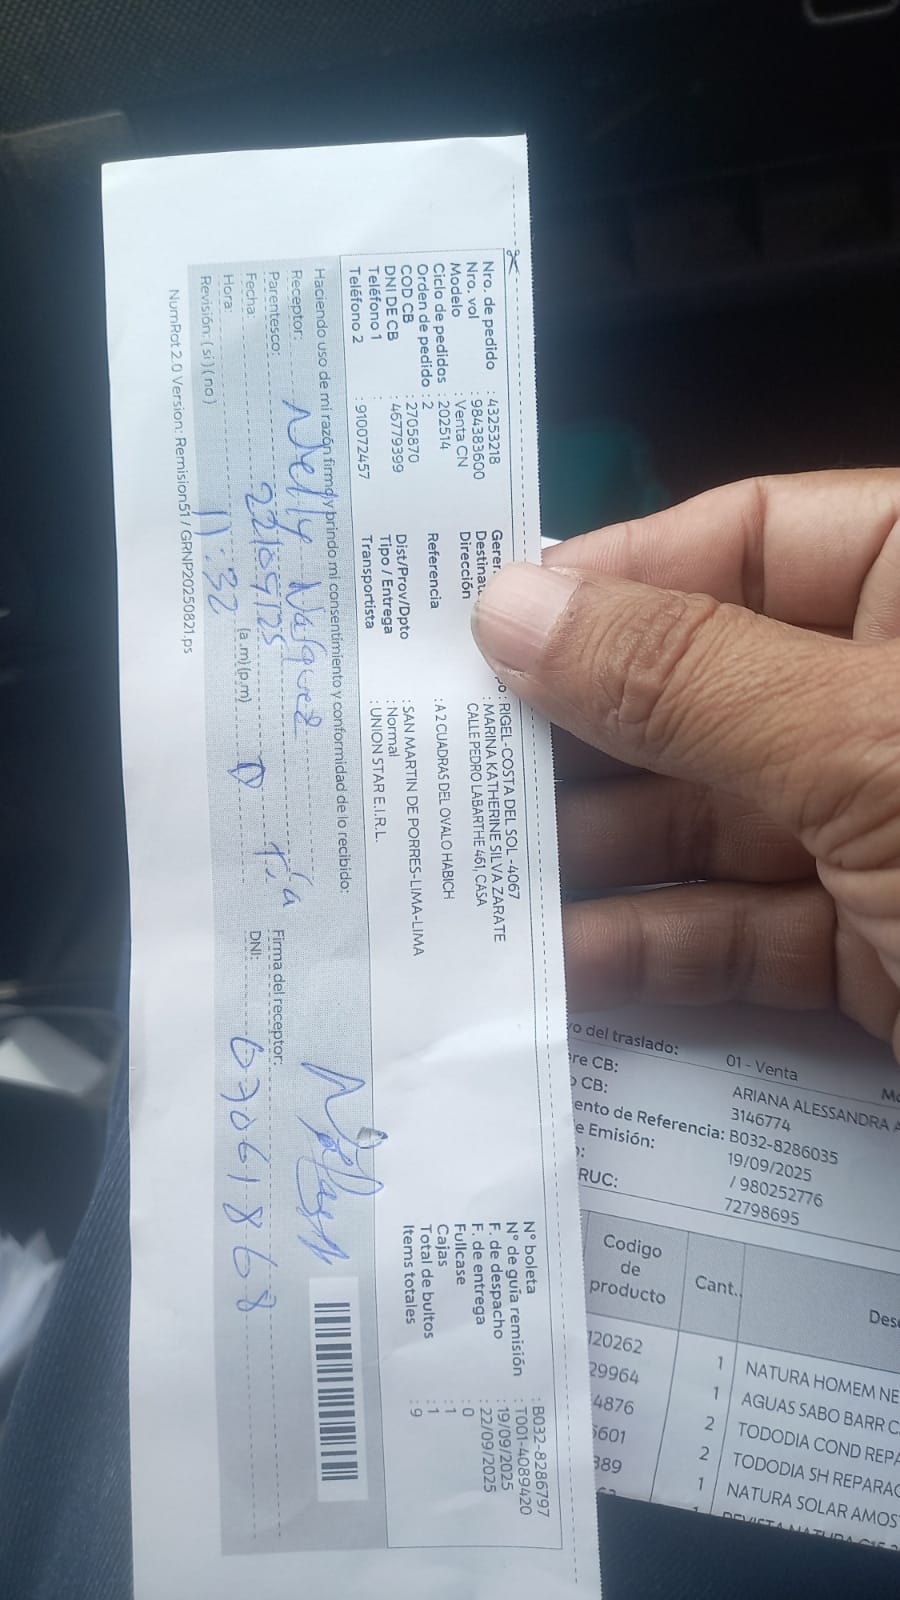 Nro. de pedido : 43253218
Nro. vol : 984383600
Modelo : Venta CN
Ciclo de pedidos : 202514
Orden de pedido : 2
COD CB : 2705870
DNI DE CB : 46779399
Teléfono 1 :
Teléfono 2 : 910072457
: RIGEL-COSTA DEL SOL-4067
: MARINA KATHERINE SILVA ZARATE
Dirección : CALLE PEDRO LABARTHE 461, CASA
Referencia : A 2 CUADRAS DEL OVALO HABICH
Dist/Prov/Dpto : SAN MARTIN DE PORRES-LIMA-LIMA
Tipo / Entrega : Normal
Transportista : UNION STAR E.I.R.L.
N° boleta : B032-8286797
N° de guía remisión : T001-4089420
F. de despacho : 19/09/2025
F. de entrega : 22/09/2025
Fullcase : 0
Cajas : 1
Total de bultos : 1
Items totales : 9
Haciendo uso de mi razón firmo y brindo mi consentimiento y conformidad de lo recibido:
Receptor: Nelly Vasquez
Parentesco: Tía
Fecha: 22/09/25
Hora: 11:32 (a.m) (p.m)
Revisión: ( si ) ( no )
Firma del receptor:
DNI: 67061868
NumRot 2.0 Version: Remision51 / GRNP20250821.ps
o del traslado: 01 - Venta
re CB: ARIANA ALESSANDRA
CB: 3146774
ento de Referencia: B032-8286035
e Emisión: 19/09/2025
/ 980252776
RUC: 72798695
Codigo de producto Cant..
120262 1 NATURA HOMEM NE
29964 1 AGUAS SABO BARR C
4876 2 TODODIA COND REPA
6601 2 TODODIA SH REPARAC
389 1 NATURA SOLAR AMOS